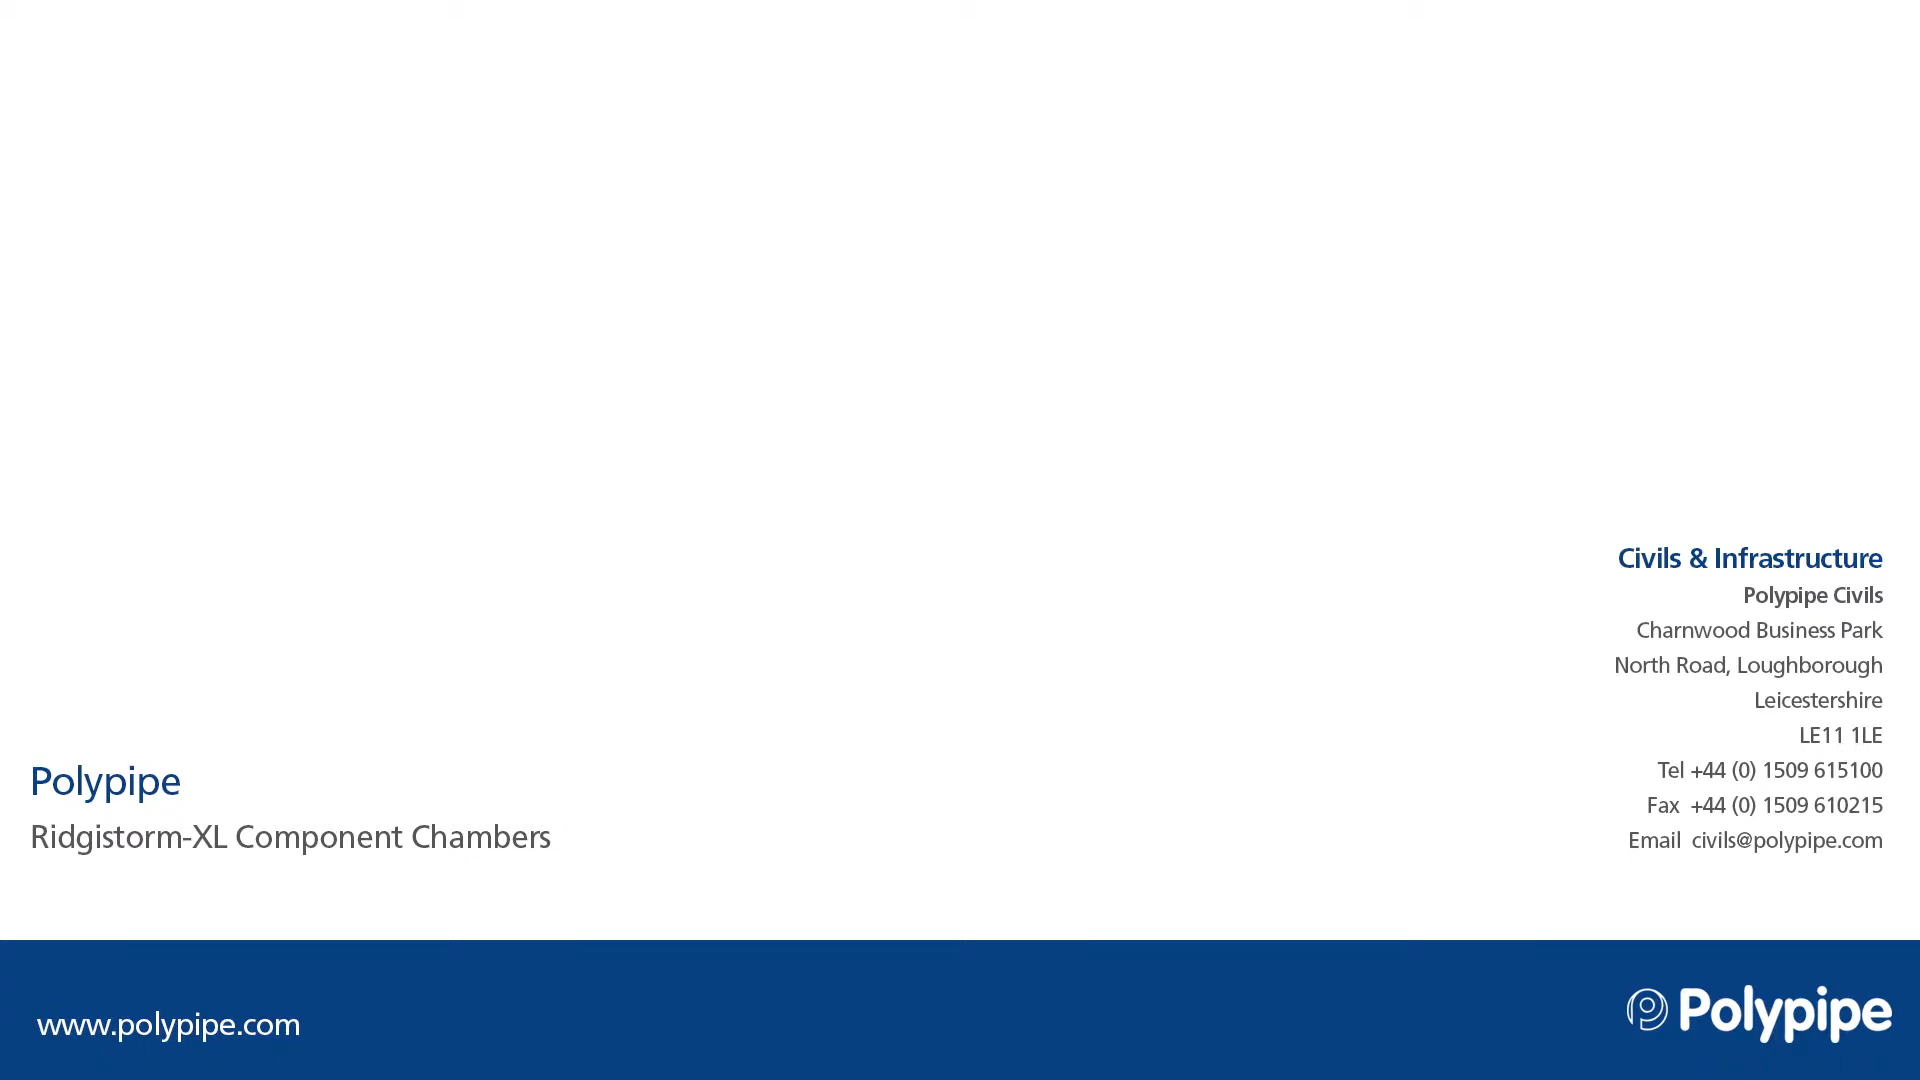 Civils & Infrastructure
Polypipe Civils
Charnwood Business Park
North Road, Loughborough
Leicestershire
LE11 1LE
Tel +44 (0) 1509 615100
Fax +44 (0) 1509 610215
Email civils@polypipe.com
Polypipe
Ridgistorm-XL Component Chambers
www.polypipe.com
Polypipe